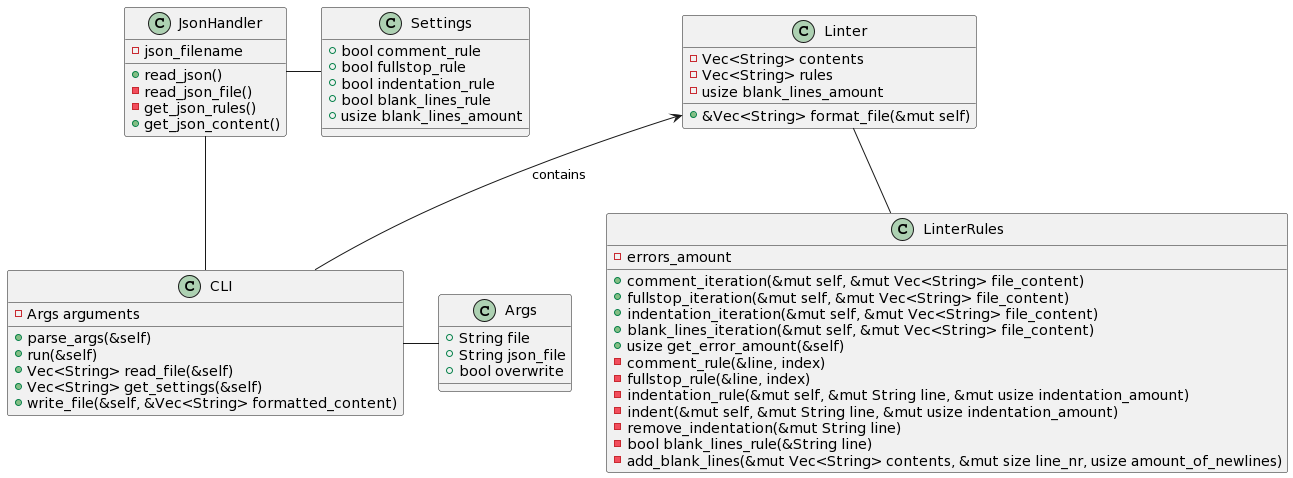 C JsonHandler
json_filename
read_json()
read_json_file()
get_json_rules()
get_json_content()
C Settings
bool comment_rule
bool fullstop_rule
bool indentation_rule
bool blank_lines_rule
usize blank_lines_amount
C Linter
Vec<String> contents
Vec<String> rules
usize blank_lines_amount
&Vec<String> format_file(&mut self)
contains
C CLI
Args arguments
parse_args(&self)
run(&self)
Vec<String> read_file(&self)
Vec<String> get_settings(&self)
write_file(&self, &Vec<String> formatted_content)
C Args
String file
String json_file
bool overwrite
C LinterRules
errors_amount
comment_iteration(&mut self, &mut Vec<String> file_content)
fullstop_iteration(&mut self, &mut Vec<String> file_content)
indentation_iteration(&mut self, &mut Vec<String> file_content)
blank_lines_iteration(&mut self, &mut Vec<String> file_content)
usize get_error_amount(&self)
comment_rule(&line, index)
fullstop_rule(&line, index)
indentation_rule(&mut self, &mut String line, &mut usize indentation_amount)
indent(&mut self, &mut String line, &mut usize indentation_amount)
remove_indentation(&mut String line)
bool blank_lines_rule(&String line)
add_blank_lines(&mut Vec<String> contents, &mut size line_nr, usize amount_of_newlines)